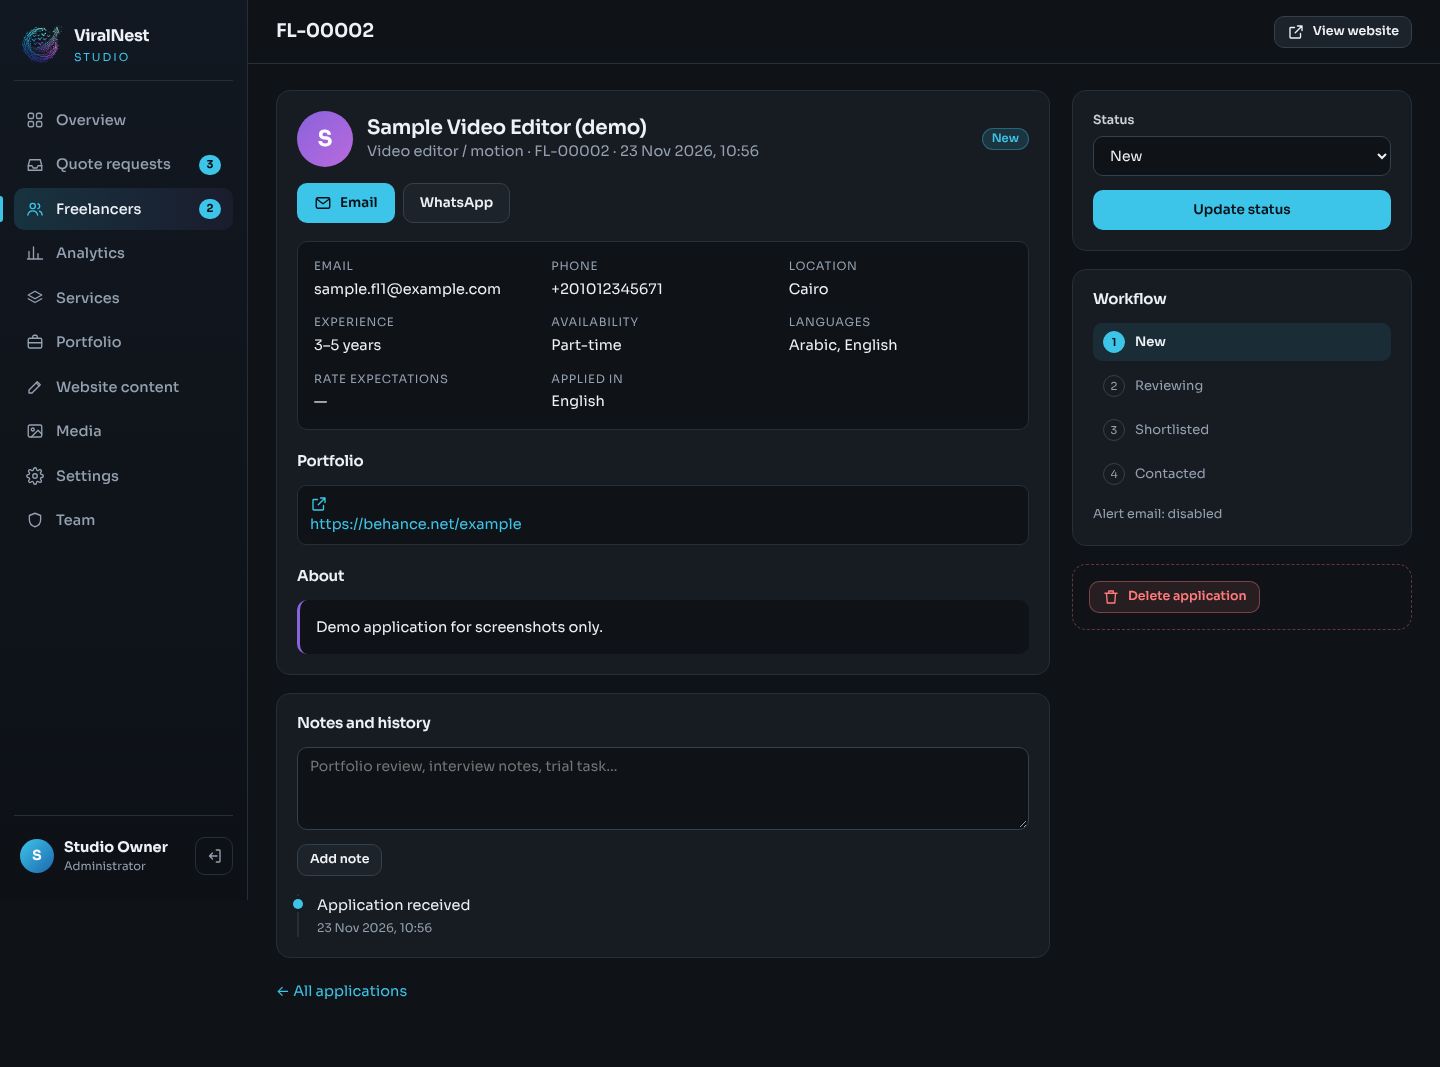 ViralNest
STUDIO
Overview
Quote requests 3
Freelancers 2
Analytics
Services
Portfolio
Website content
Media
Settings
Team
S
Studio Owner
Administrator
FL-00002
View website
S
Sample Video Editor (demo)
Video editor / motion · FL-00002 · 23 Nov 2026, 10:56
New
Email
WhatsApp
EMAIL
sample.fl1@example.com
PHONE
+201012345671
LOCATION
Cairo
EXPERIENCE
3–5 years
AVAILABILITY
Part-time
LANGUAGES
Arabic, English
RATE EXPECTATIONS
—
APPLIED IN
English
Portfolio
https://behance.net/example
About
Demo application for screenshots only.
Notes and history
Portfolio review, interview notes, trial task…
Add note
Application received
23 Nov 2026, 10:56
← All applications
Status
New
Update status
Workflow
1 New
2 Reviewing
3 Shortlisted
4 Contacted
Alert email: disabled
Delete application